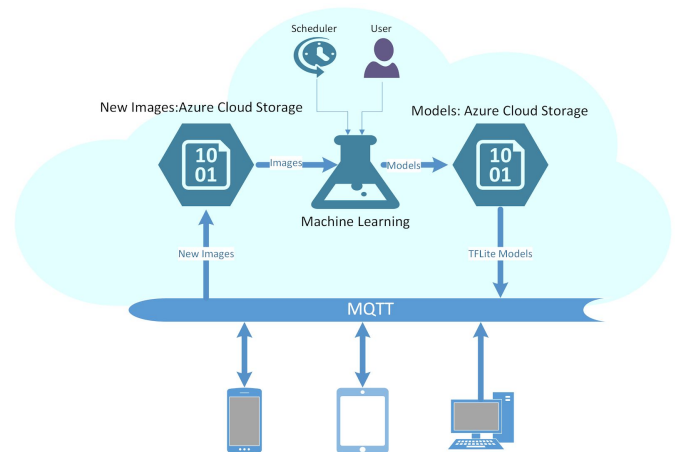 Scheduler
User
New Images:Azure Cloud Storage
Models: Azure Cloud Storage
10
01
Images
Models
10
01
Machine Learning
New Images
TFLite Models
MQTT